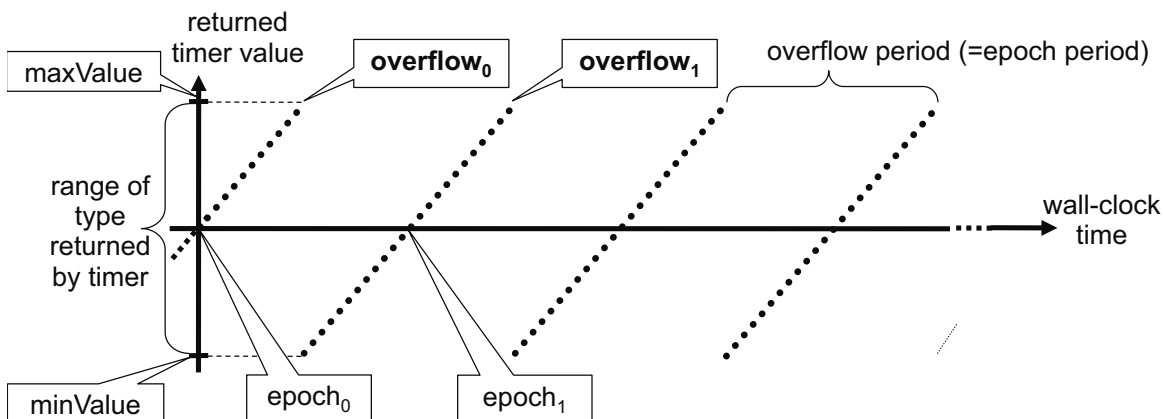 returned
timer value
maxValue
overflow₀
overflow₁
overflow period (=epoch period)
range of
type
returned
by timer
wall-clock
time
minValue
epoch₀
epoch₁